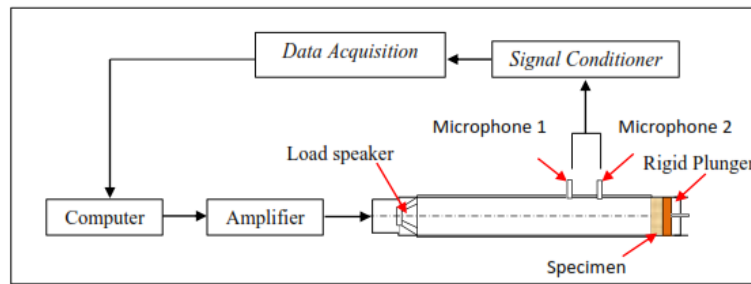 Data Acquisition
Signal Conditioner
Microphone 1
Microphone 2
Load speaker
Rigid Plunger
Computer
Amplifier
Specimen